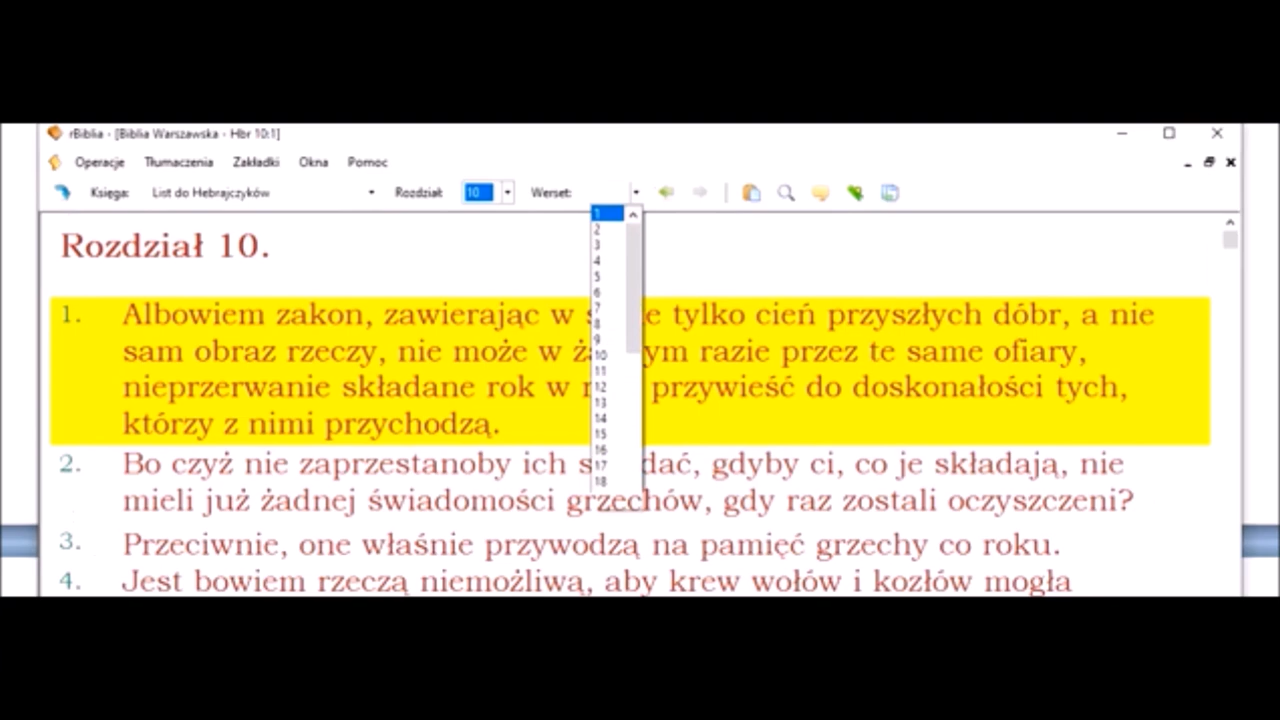 rBiblia - [Biblia Warszawska - Hbr 10:1]
Operacje Tłumaczenia Zakładki Okna Pomoc
Księga: List do Hebrajczyków Rozdział: 10 Werset:
1
2
3
4
5
6
7
8
9
10
11
12
13
14
15
16
17
18
Rozdział 10.
1. Albowiem zakon, zawierając w tylko cień przyszłych dóbr, a nie
sam obraz rzeczy, nie może w razie przez te same ofiary,
nieprzerwanie składane rok w przywieść do doskonałości tych,
którzy z nimi przychodzą.
2. Bo czyż nie zaprzestanoby ich gdyby ci, co je składają, nie
mieli już żadnej świadomości grzechów, gdy raz zostali oczyszczeni?
3. Przeciwnie, one właśnie przywodzą na pamięć grzechy co roku.
4. Jest bowiem rzeczą niemożliwą, aby krew wołów i kozłów mogła